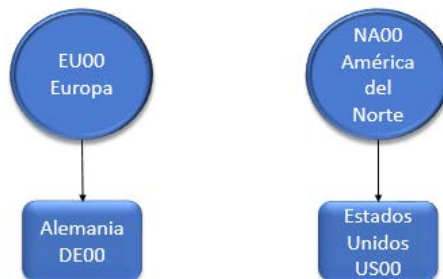 EU00
Europa
NA00
América
del
Norte
Alemania
DE00
Estados
Unidos
US00